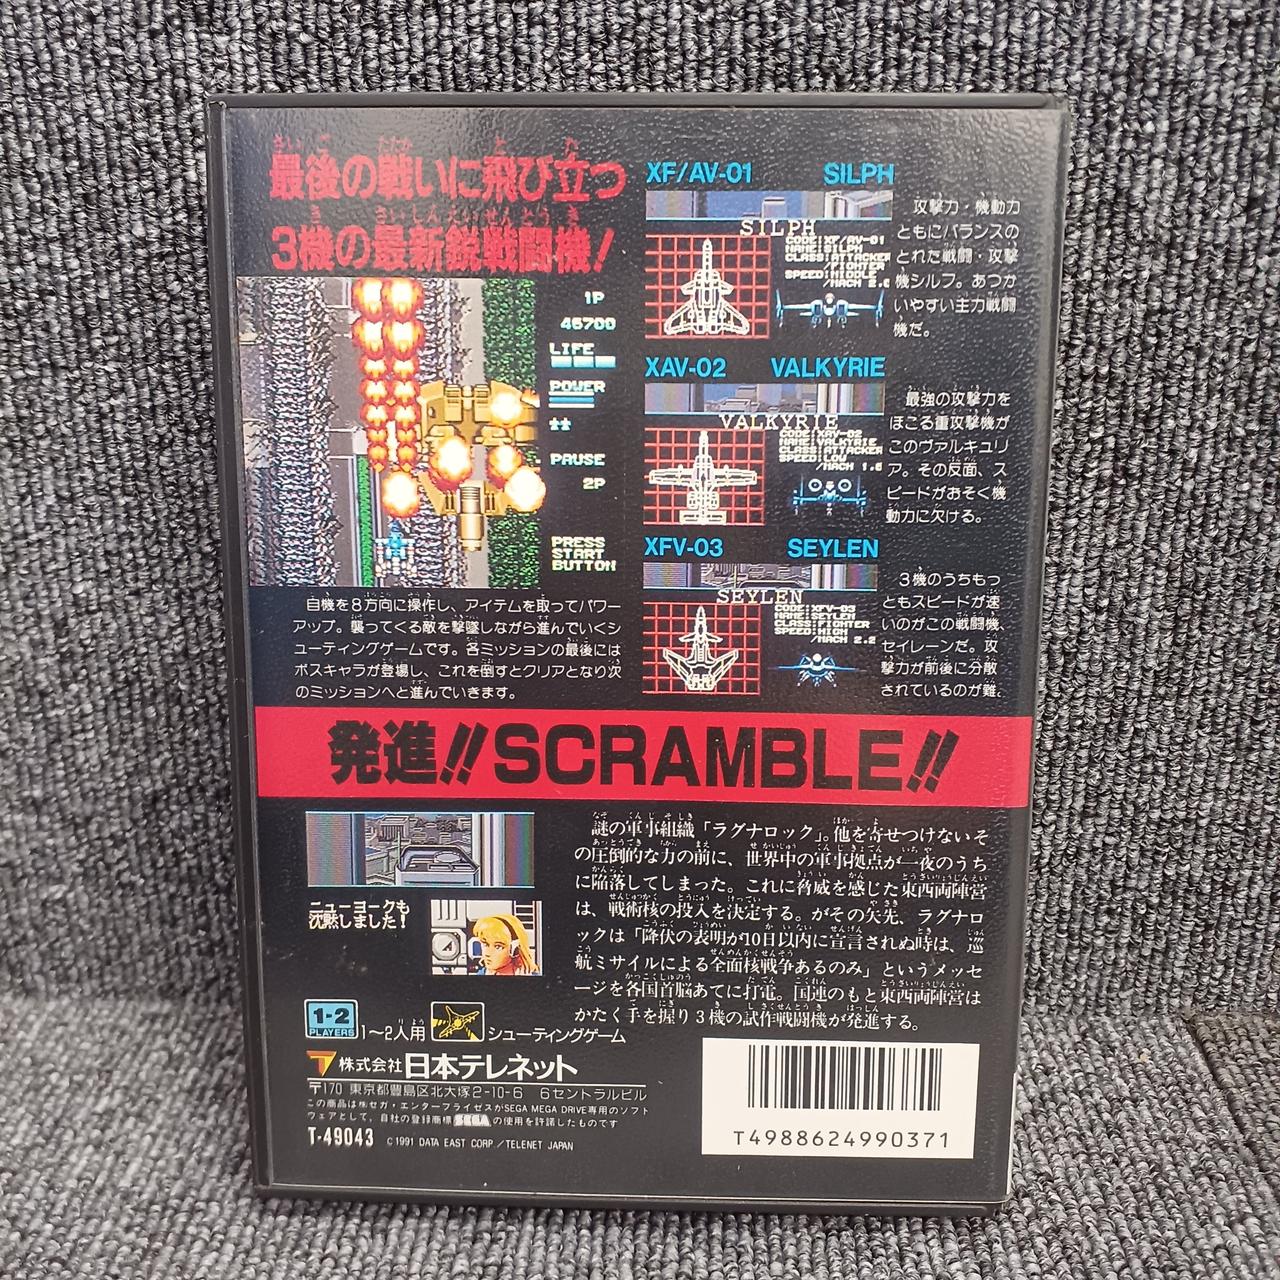 最後の戦いに飛び立つ
3機の最新鋭戦闘機!
1P
46700
LIFE
POWER
PAUSE
2P
PRESS
START
BUTTON
自機を8方向に操作し、アイテムを取ってパワー
アップ。襲ってくる敵を撃墜しながら進んでいくシ
ューティングゲームです。各ミッションの最後には
ボスキャラが登場し、これを倒すとクリアとなり次
のミッションへと進んでいきます。
XF/AV-01 SILPH
SILPH
CODE:XF/AV-01
NAME:SILPH
CLASS:ATTACKER
/FIGHTER
SPEED:MIDDLE
/MACH 2.0
攻撃力・機動力
ともにバランスの
とれた戦闘・攻撃
機シルフ。あつか
いやすい主力戦闘
機だ。
XAV-02 VALKYRIE
VALKYRIE
CODE:XAV-02
NAME:VALKYRIE
CLASS:ATTACKER
SPEED:LOW
/MACH 1.6
最強の攻撃力を
ほこる重攻撃機が
このヴァルキュリ
ア。その反面、ス
ピードがおそく機
動力に欠ける。
XFV-03 SEYLEN
SEYLEN
CODE:XFV-03
NAME:SEYLEN
CLASS:FIGHTER
SPEED:HIGH
/MACH 2.2
3機のうちもっ
ともスピードが速
いのがこの戦闘機、
セイレーンだ。攻
撃力が前後に分散
されているのが難。
発進!!SCRAMBLE!!
ニューヨークも
沈黙しました!
謎の軍事組織「ラグナロック」。他を寄せつけないそ
の圧倒的な力の前に、世界中の軍事拠点が一夜のうち
に陥落してしまった。これに脅威を感じた東西両陣営
は、戦術核の投入を決定する。がその矢先、ラグナロ
ックは「降伏の表明が10日以内に宣言されぬ時は、巡
航ミサイルによる全面核戦争あるのみ」というメッセ
ージを各国首脳あてに打電。国連のもと東西両陣営は
かたく手を握り3機の試作戦闘機が発進する。
1-2
PLAYERS
1〜2人用
シューティングゲーム
株式会社日本テレネット
〒170 東京都豊島区北大塚2-10-6 6セントラルビル
この商品は㈱セガ・エンタープライゼスがSEGA MEGA DRIVE専用のソフト
ウェアとして、自社の登録商標 SEGA の使用を許諾したものです
T-49043 ©1991 DATA EAST CORP/TELENET JAPAN
T4988624990371